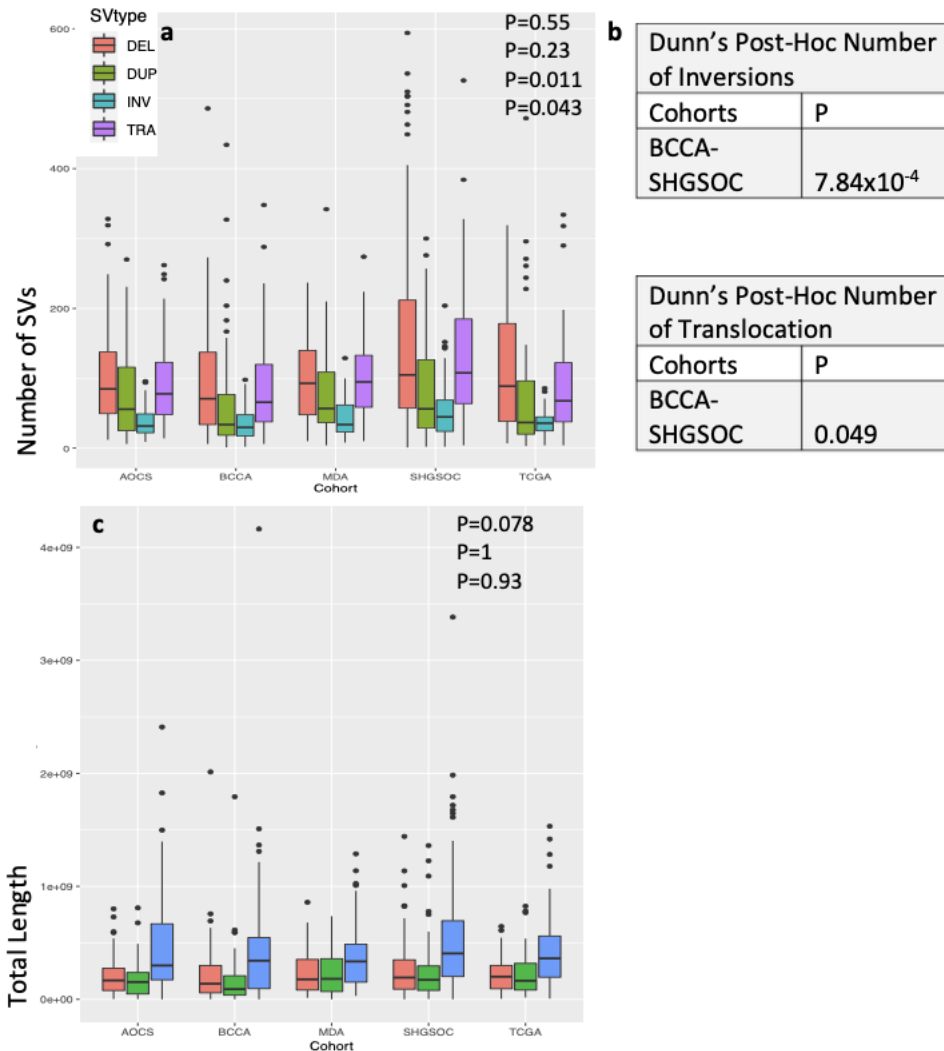 SVtype
DEL
DUP
INV
TRA
a
P=0.55
P=0.23
P=0.011
P=0.043
Number of SVs
600
400
200
0
AOCS
BCCA
MDA
SHGSOC
TCGA
Cohort
b
Dunn's Post-Hoc Number
of Inversions
Cohorts P
BCCA-
SHGSOC 7.84x10⁻⁴
Dunn's Post-Hoc Number
of Translocation
Cohorts P
BCCA-
SHGSOC 0.049
c
P=0.078
P=1
P=0.93
Total Length
4e+09
3e+09
2e+09
1e+09
0e+00
AOCS
BCCA
MDA
SHGSOC
TCGA
Cohort